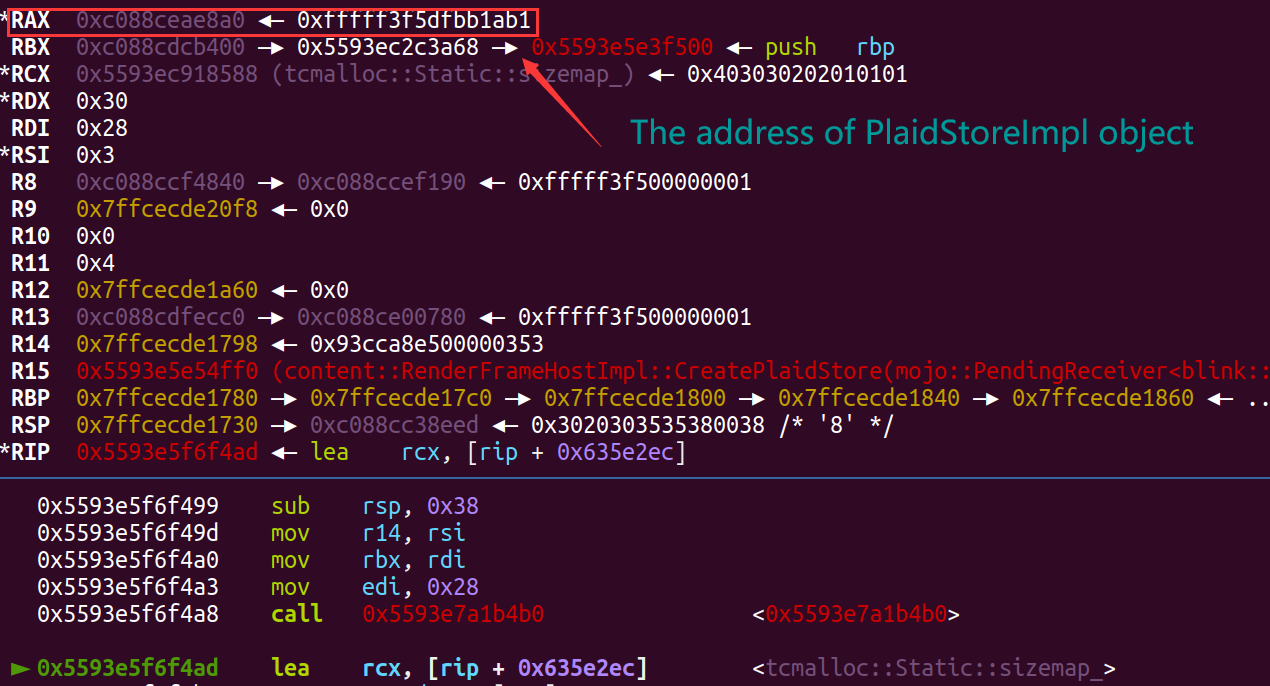 *RAX 0xc088ceae8a0 ◂— 0xfffff3f5dfbb1ab1
RBX 0xc088cdcb400 —▸ 0x5593ec2c3a68 —▸ 0x5593e5e3f500 ◂— push rbp
*RCX 0x5593ec918588 (tcmalloc::Static::sizemap_) ◂— 0x403030202010101
*RDX 0x30
RDI 0x28
The address of PlaidStoreImpl object
*RSI 0x3
R8 0xc088ccf4840 —▸ 0xc088ccef190 ◂— 0xfffff3f500000001
R9 0x7ffcecde20f8 ◂— 0x0
R10 0x0
R11 0x4
R12 0x7ffcecde1a60 ◂— 0x0
R13 0xc088cdfecc0 —▸ 0xc088ce00780 ◂— 0xfffff3f500000001
R14 0x7ffcecde1798 ◂— 0x93cca8e500000353
R15 0x5593e5e54ff0 (content::RenderFrameHostImpl::CreatePlaidStore(mojo::PendingReceiver<blink::
RBP 0x7ffcecde1780 —▸ 0x7ffcecde17c0 —▸ 0x7ffcecde1800 —▸ 0x7ffcecde1840 —▸ 0x7ffcecde1860 ◂— ..
RSP 0x7ffcecde1730 —▸ 0xc088cc38eed ◂— 0x3020303535380038 /* '8' */
*RIP 0x5593e5f6f4ad ◂— lea rcx, [rip + 0x635e2ec]
0x5593e5f6f499 sub rsp, 0x38
0x5593e5f6f49d mov r14, rsi
0x5593e5f6f4a0 mov rbx, rdi
0x5593e5f6f4a3 mov edi, 0x28
0x5593e5f6f4a8 call 0x5593e7a1b4b0 <0x5593e7a1b4b0>
► 0x5593e5f6f4ad lea rcx, [rip + 0x635e2ec] <tcmalloc::Static::sizemap_>